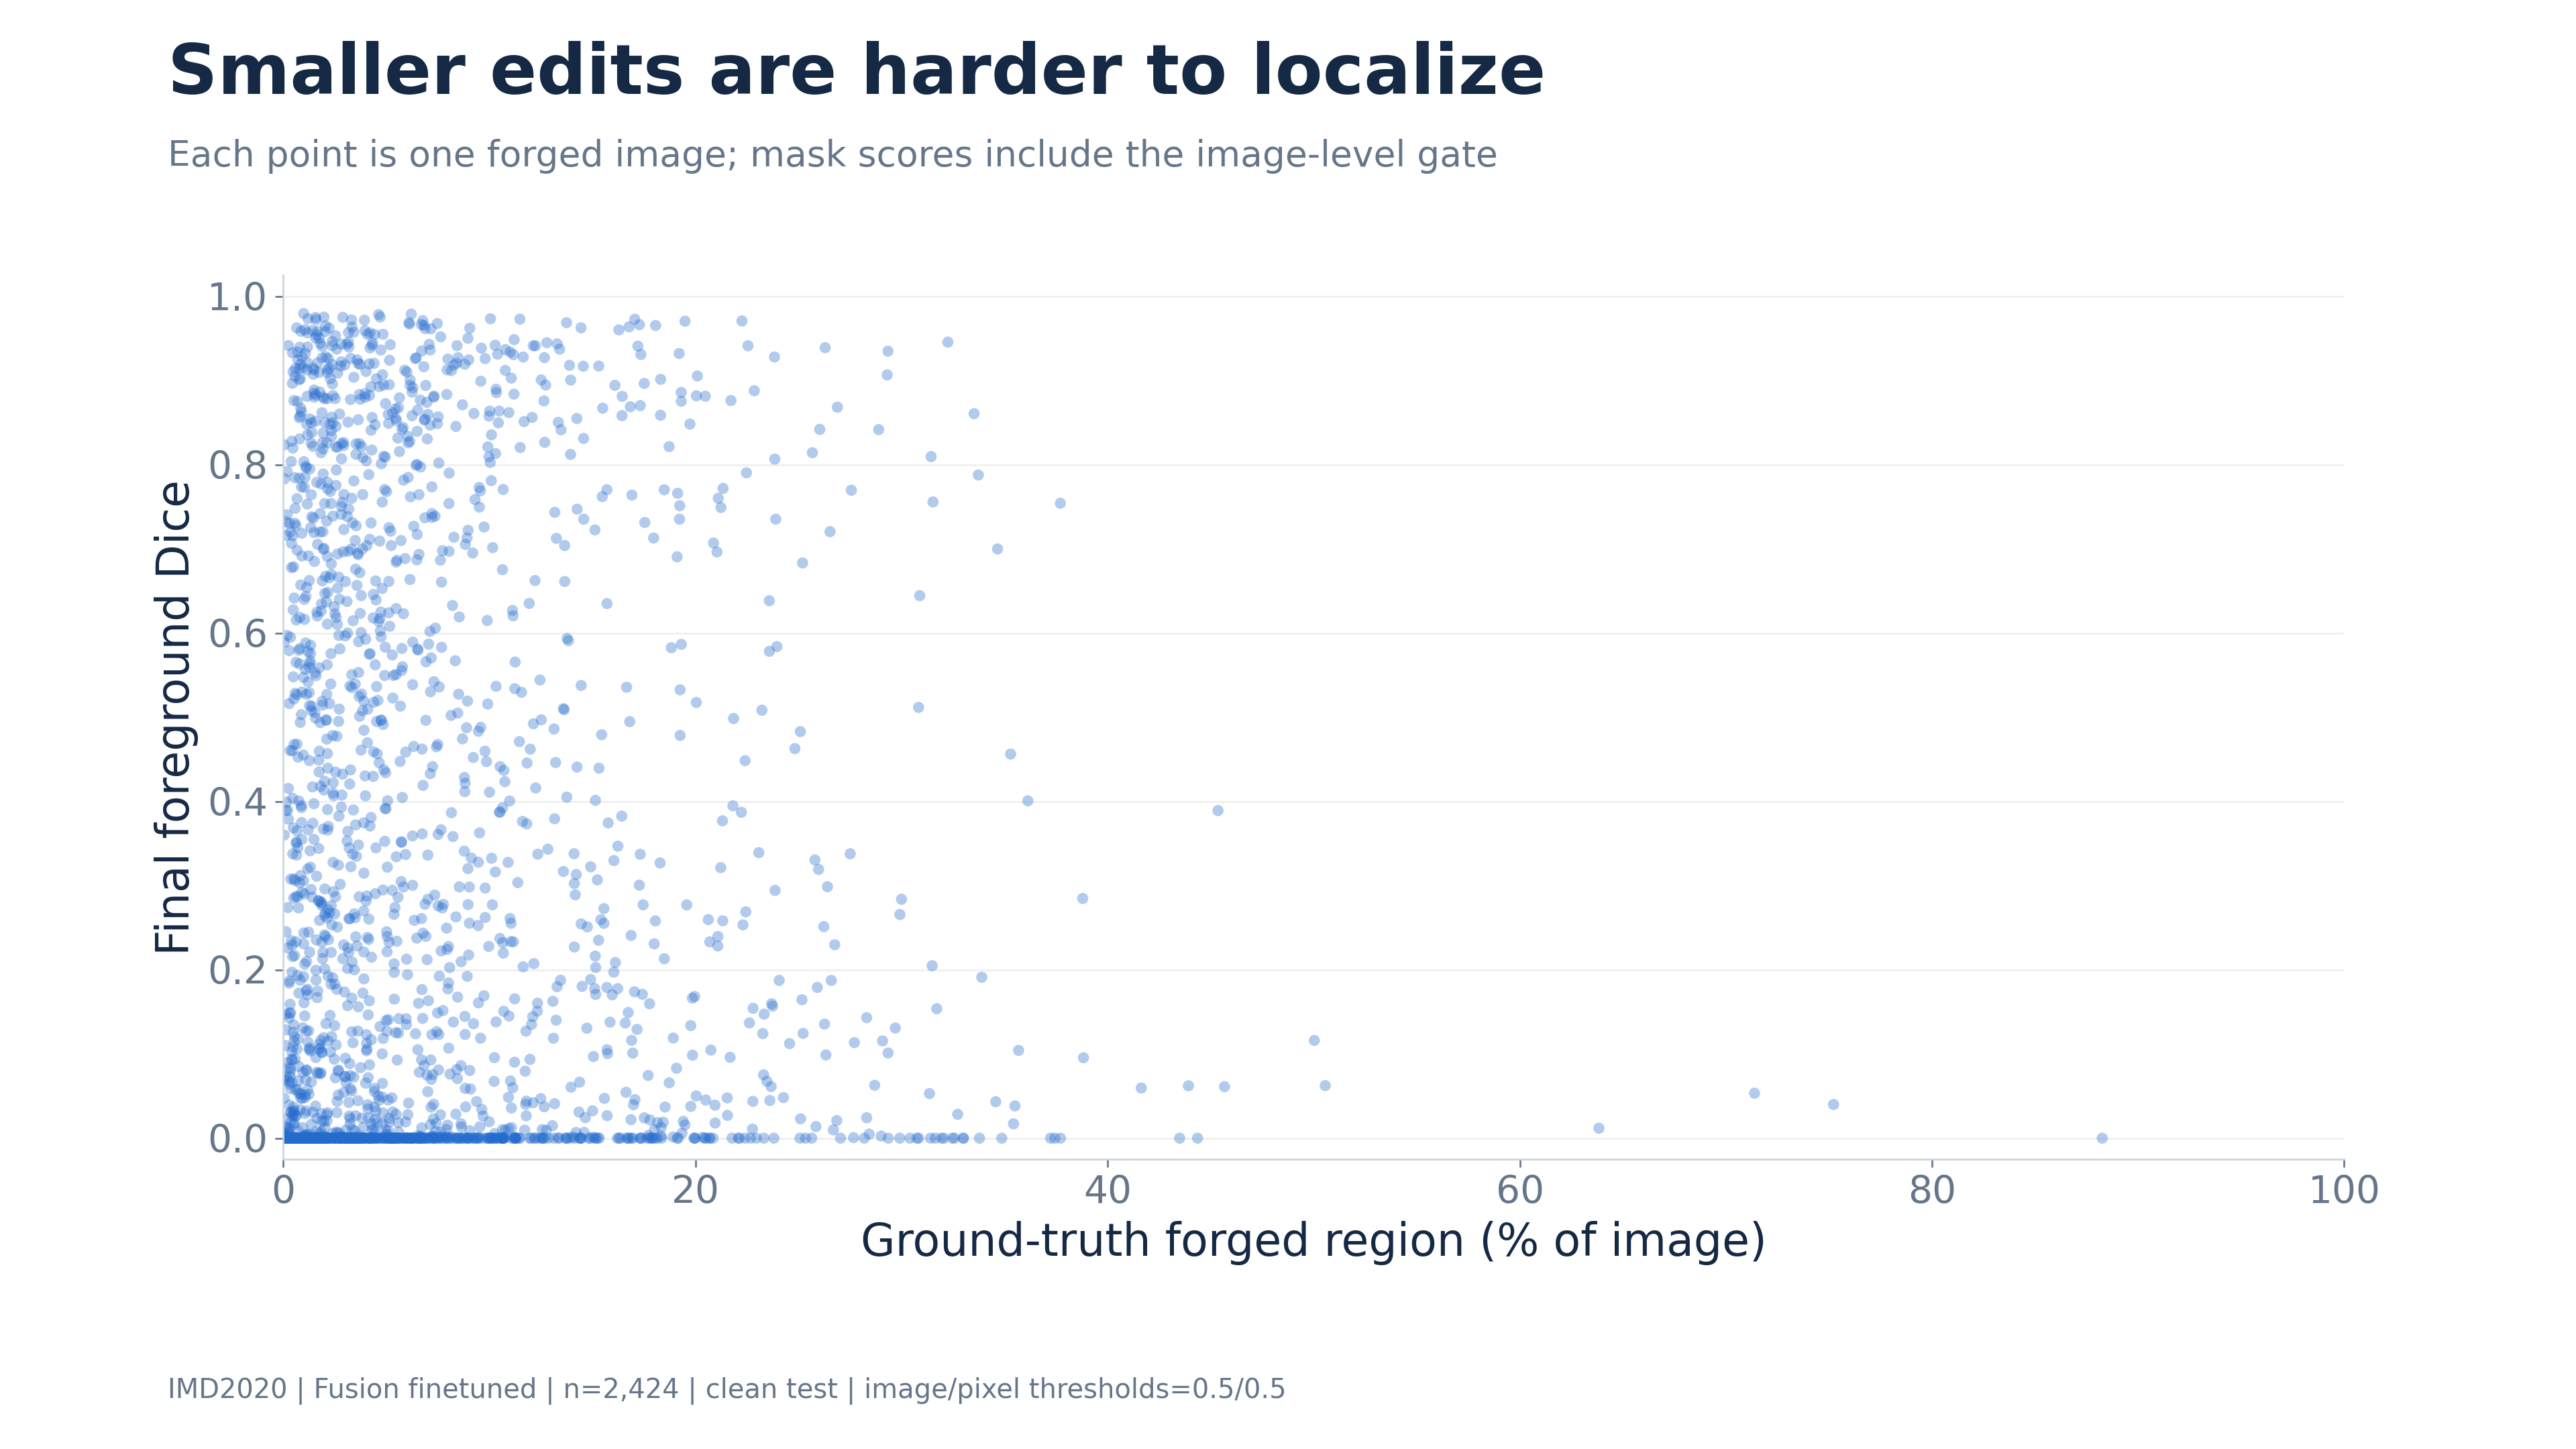 Smaller edits are harder to localize
Each point is one forged image; mask scores include the image-level gate
Final foreground Dice
1.0
0.8
0.6
0.4
0.2
0.0
0
20
40
60
80
100
Ground-truth forged region (% of image)
IMD2020 | Fusion finetuned | n=2,424 | clean test | image/pixel thresholds=0.5/0.5